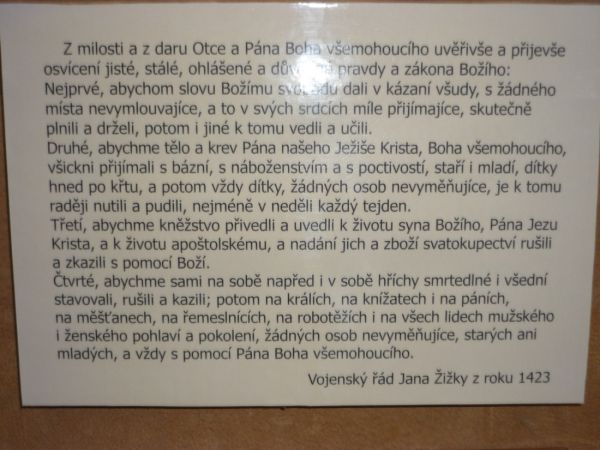 Z milosti a z daru Otce a Pána Boha všemohoucího uvěřivše a přijevše
osvícení jisté, stálé, ohlášené a pravdy a zákona Božího:
Nejprvé, abychom slovu Božímu svobodu dali v kázaní všudy, s žádného
místa nevymlouvajíce, a to v svých srdcích míle přijímajíce, skutečně
plnili a drželi, potom i jiné k tomu vedli a učili.
Druhé, abychme tělo a krev Pána našeho Ježiše Krista, Boha všemohoucího,
všickni přijímali s bázní, s náboženstvím a s poctivostí, staří i mladí, dítky
hned po křtu, a potom vždy dítky, žádných osob nevyměňujíce, je k tomu
raději nutili a pudili, nejméně v neděli každý tejden.
Třetí, abychme kněžstvo přivedli a uvedli k životu syna Božího, Pána Jezu
Krista, a k životu apoštolskému, a nadání jich a zboží svatokupectví rušili
a zkazili s pomocí Boží.
Čtvrté, abychme sami na sobě napřed i v sobě hříchy smrtedlné i všední
stavovali, rušili a kazili; potom na králích, na knížatech i na páních,
na měšťanech, na řemeslnících, na robotěžích i na všech lidech mužského
i ženského pohlaví a pokolení, žádných osob nevyměňujíce, starých ani
mladých, a vždy s pomocí Pána Boha všemohoucího.
Vojenský řád Jana Žižky z roku 1423